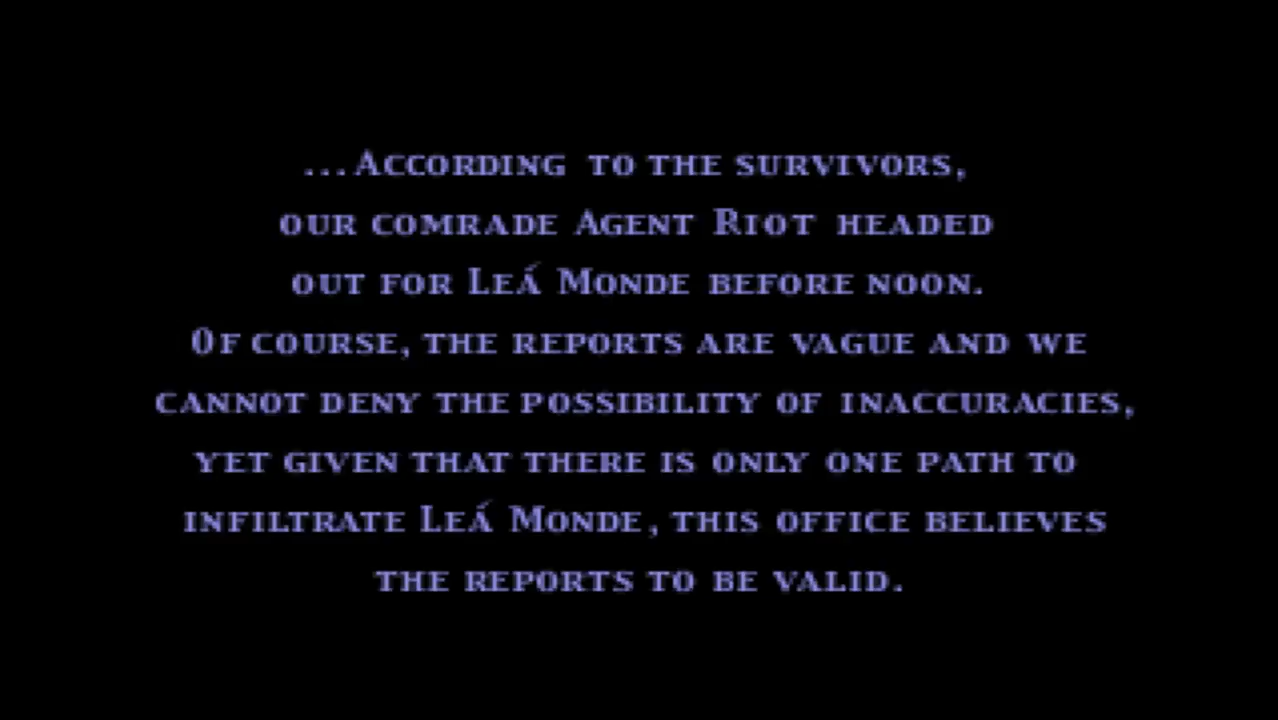 ...According to the survivors,
our comrade Agent Riot headed
out for Leá Monde before noon.
Of course, the reports are vague and we
cannot deny the possibility of inaccuracies,
yet given that there is only one path to
infiltrate Leá Monde, this office believes
the reports to be valid.